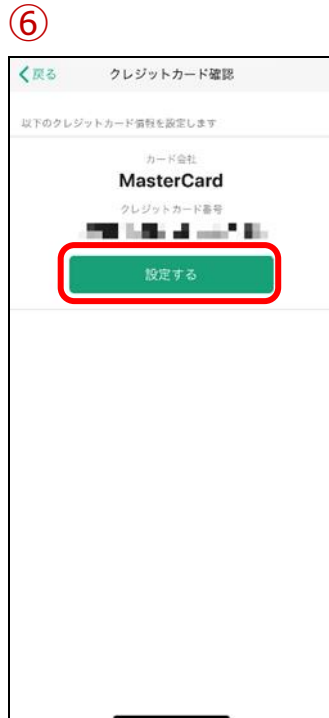 ⑥
戻る クレジットカード確認
以下のクレジットカード情報を設定します
カード会社
MasterCard
クレジットカード番号
設定する